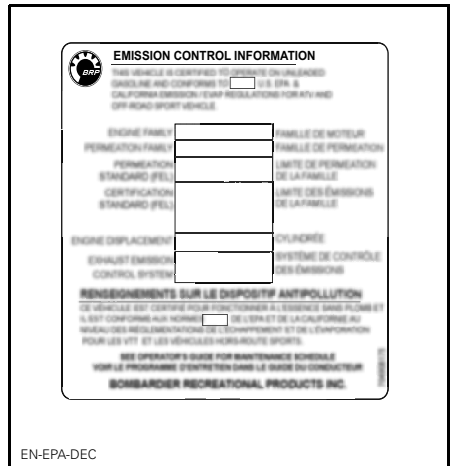 BRP
EMISSION CONTROL INFORMATION
THIS VEHICLE IS CERTIFIED TO OPERATE ON UNLEADED
GASOLINE AND CONFORMS TO U.S. EPA &
CALIFORNIA EMISSION / EVAP REGULATIONS FOR ATV AND
OFF-ROAD SPORT VEHICLE.
ENGINE FAMILY FAMILLE DE MOTEUR
PERMEATION FAMILY FAMILLE DE PERMEATION
PERMEATION LIMITE DE PERMEATION
STANDARD (FEL) DE LA FAMILLE
CERTIFICATION LIMITE DES ÉMISSIONS
STANDARD (FEL) DE LA FAMILLE
ENGINE DISPLACEMENT CYLINDRÉE
EXHAUST EMISSION SYSTÈME DE CONTRÔLE
CONTROL SYSTEM DES ÉMISSIONS
RENSEIGNEMENTS SUR LE DISPOSITIF ANTIPOLLUTION
CE VÉHICULE EST CERTIFIÉ POUR FONCTIONNER À L'ESSENCE SANS PLOMB ET
IL EST CONFORME AUX NORMES DE L'EPA ET DE LA CALIFORNIE AU
NIVEAU DES RÉGLEMENTATIONS DE L'ÉCHAPPEMENT ET DE L'ÉVAPORATION
POUR LES VTT ET LES VÉHICULES HORS-ROUTE SPORTS.
SEE OPERATOR'S GUIDE FOR MAINTENANCE SCHEDULE
VOIR LE PROGRAMME D'ENTRETIEN DANS LE GUIDE DU CONDUCTEUR
BOMBARDIER RECREATIONAL PRODUCTS INC.
EN-EPA-DEC